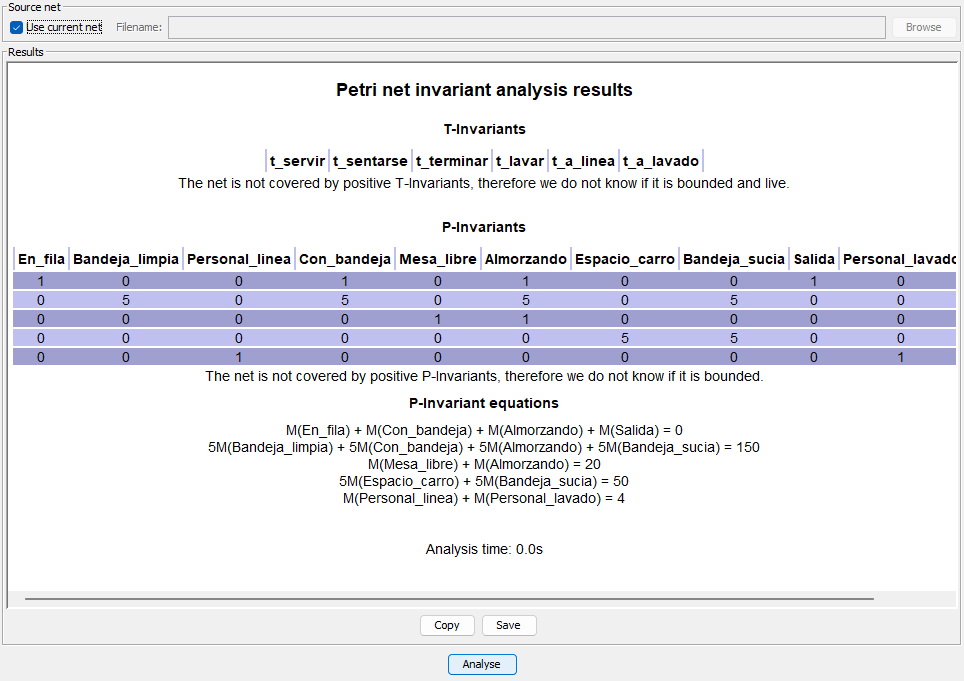 Source net
Use current net Filename: Browse
Results
Petri net invariant analysis results
T-Invariants
t_servir t_sentarse t_terminar t_lavar t_a_linea t_a_lavado
The net is not covered by positive T-Invariants, therefore we do not know if it is bounded and live.
P-Invariants
En_fila Bandeja_limpia Personal_linea Con_bandeja Mesa_libre Almorzando Espacio_carro Bandeja_sucia Salida Personal_lavado
1 0 0 1 0 1 0 0 1 0
0 5 0 5 0 5 0 5 0 0
0 0 0 0 1 1 0 0 0 0
0 0 0 0 0 0 5 5 0 0
0 0 1 0 0 0 0 0 0 1
The net is not covered by positive P-Invariants, therefore we do not know if it is bounded.
P-Invariant equations
M(En_fila) + M(Con_bandeja) + M(Almorzando) + M(Salida) = 0
5M(Bandeja_limpia) + 5M(Con_bandeja) + 5M(Almorzando) + 5M(Bandeja_sucia) = 150
M(Mesa_libre) + M(Almorzando) = 20
5M(Espacio_carro) + 5M(Bandeja_sucia) = 50
M(Personal_linea) + M(Personal_lavado) = 4
Analysis time: 0.0s
Copy Save
Analyse